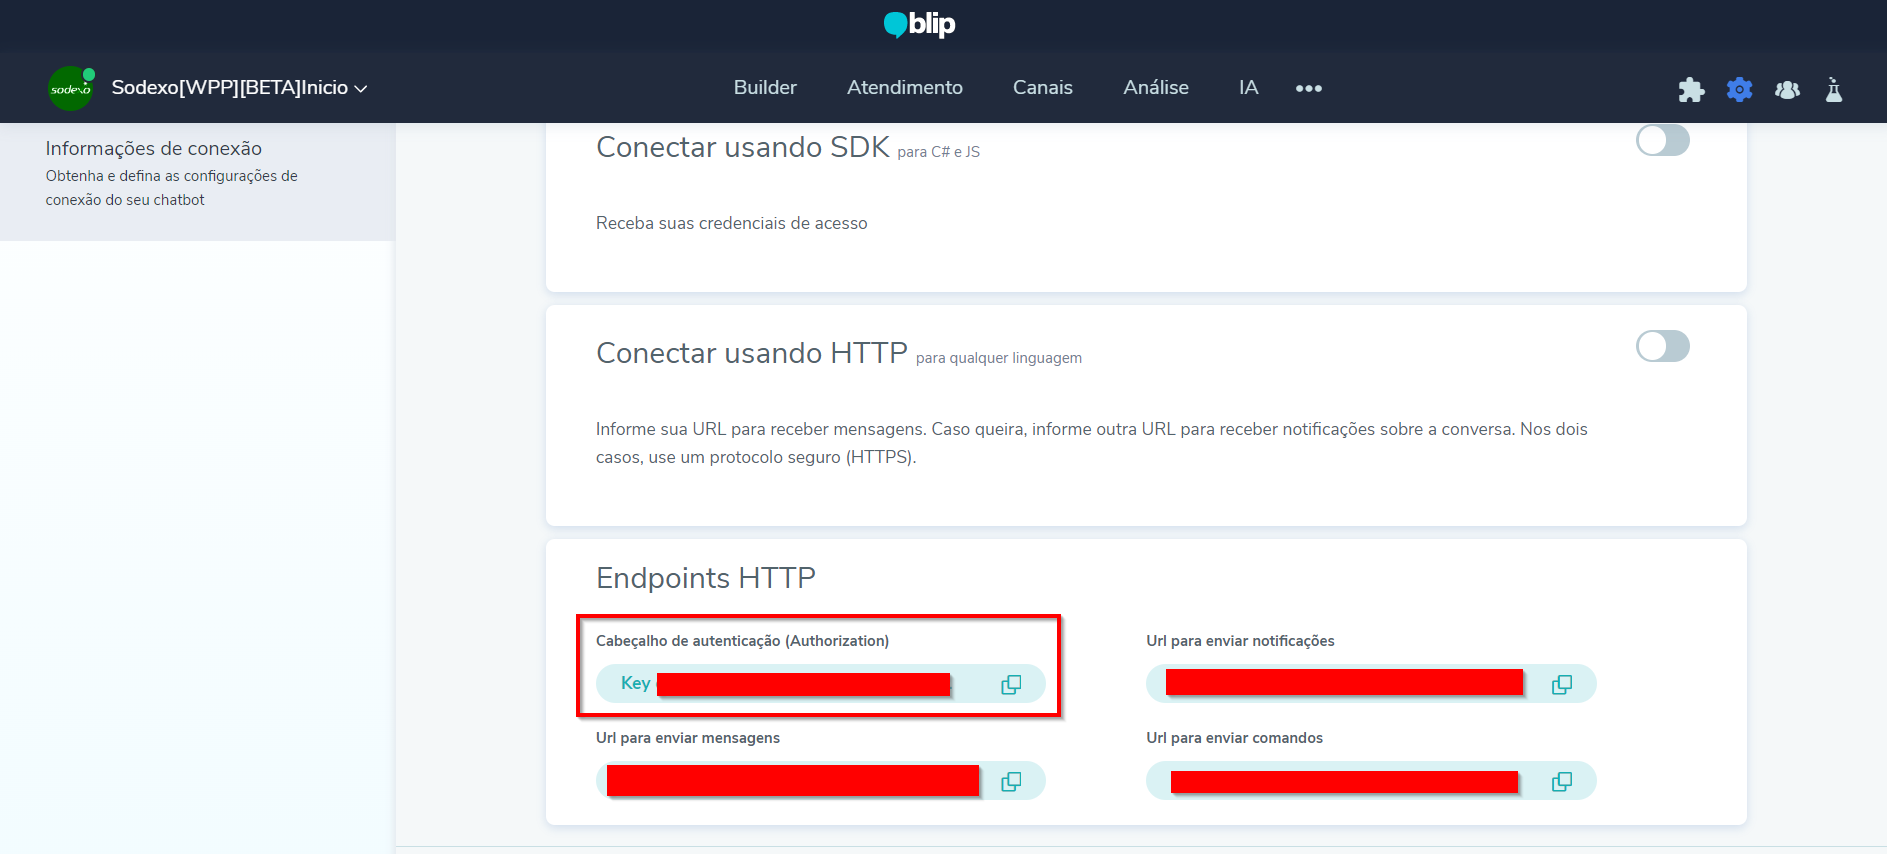 blip
sodexo
Sodexo[WPP][BETA]Inicio
Builder
Atendimento
Canais
Análise
IA
Informações de conexão
Obtenha e defina as configurações de
conexão do seu chatbot
Conectar usando SDK para C# e JS
Receba suas credenciais de acesso
Conectar usando HTTP para qualquer linguagem
Informe sua URL para receber mensagens. Caso queira, informe outra URL para receber notificações sobre a conversa. Nos dois
casos, use um protocolo seguro (HTTPS).
Endpoints HTTP
Cabeçalho de autenticação (Authorization)
Key
Url para enviar notificações
Url para enviar mensagens
Url para enviar comandos